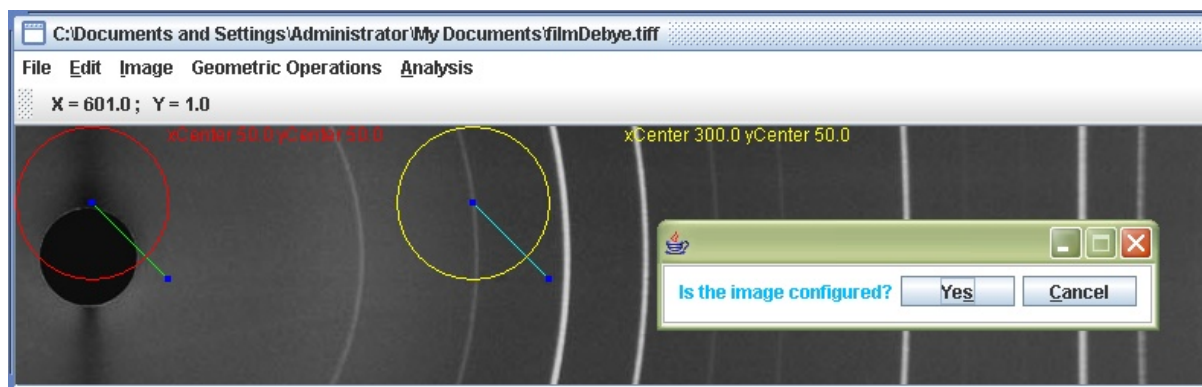 C:\Documents and Settings\Administrator\My Documents\filmDebye.tiff
File Edit Image Geometric Operations Analysis
X = 601.0 ; Y = 1.0
xCenter 50.0 yCenter 50.0
xCenter 300.0 yCenter 50.0
Is the image configured? Yes Cancel